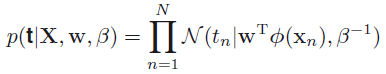 p(𝐭|X, w, β) = ∏_{n=1}^{N} 𝒩(t_n|w^T ϕ(x_n), β^{−1})